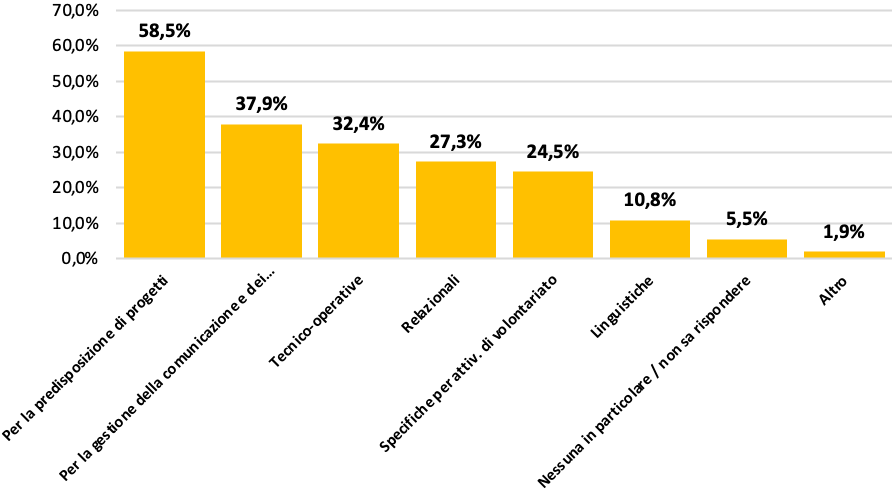 70,0%
60,0%
50,0%
40,0%
30,0%
20,0%
10,0%
0,0%
58,5%
37,9%
32,4%
27,3%
24,5%
10,8%
5,5%
1,9%
Per la predisposizione di progetti
Per la gestione della comunicazione e dei...
Tecnico-operative
Relazionali
Specifiche per attiv. di volontariato
Linguistiche
Nessuna in particolare / non sa rispondere
Altro